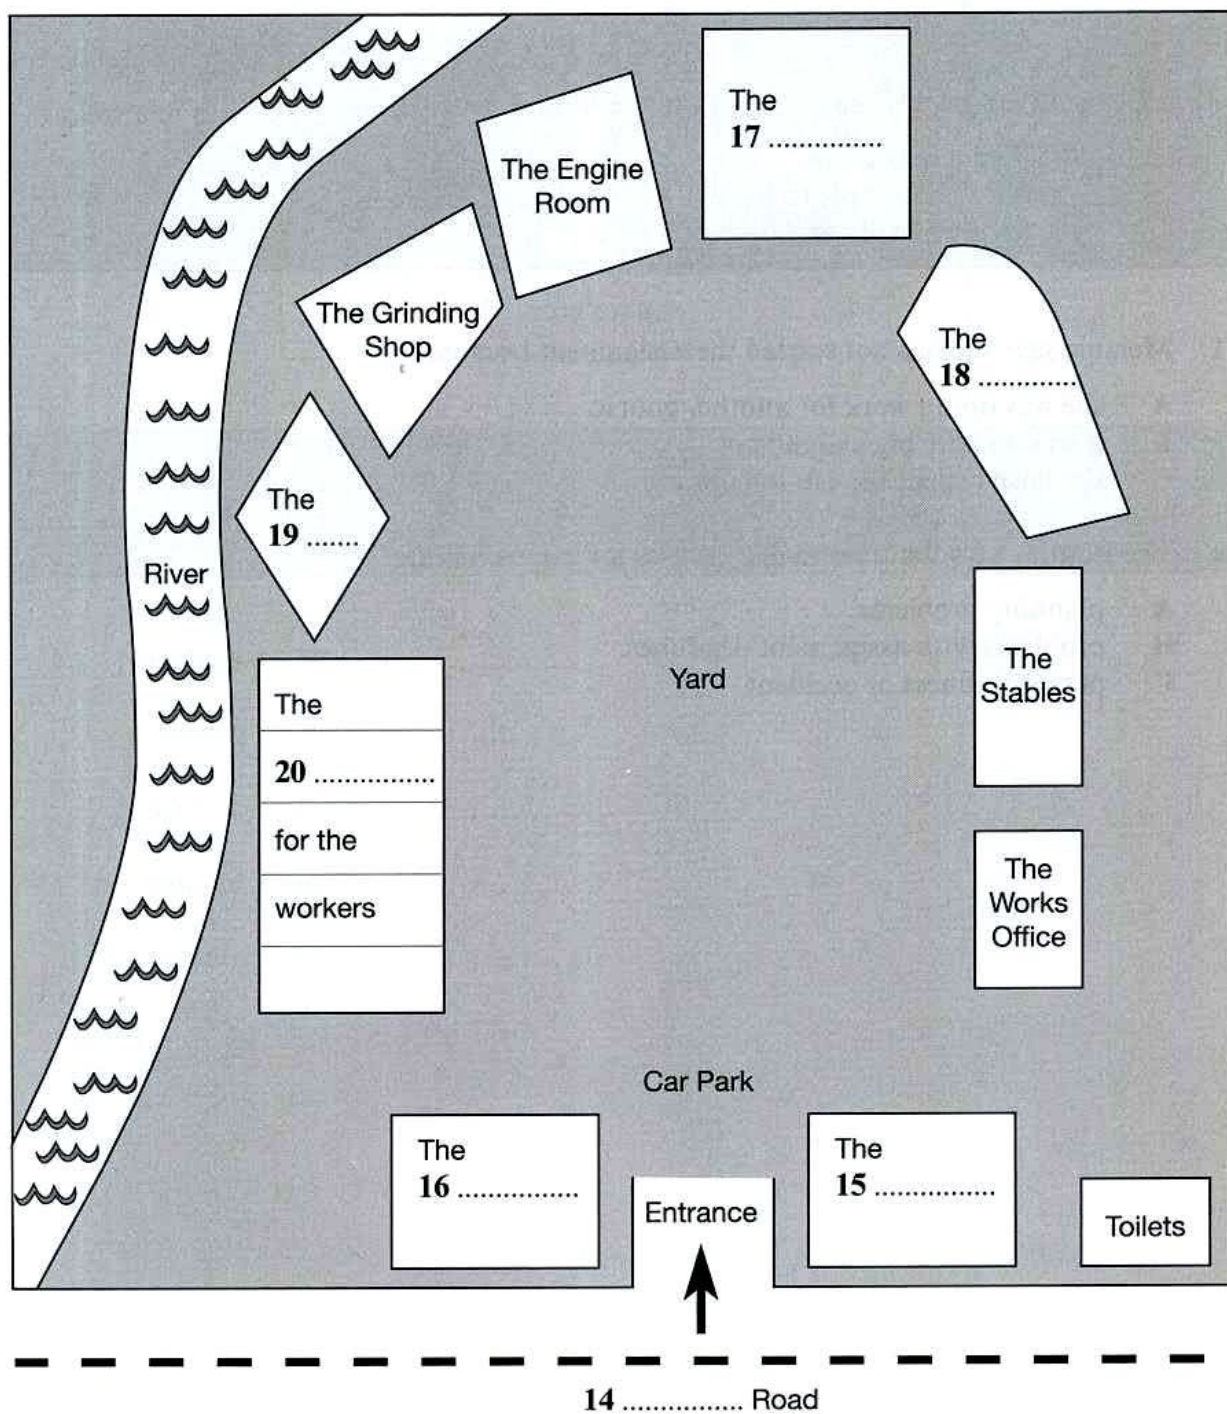 The
17 ...............
The Engine
Room
The Grinding
Shop
The
18 .............
The
19 .......
River
The
Stables
Yard
The
20 ................
for the
workers
The
Works
Office
Car Park
The
16 ................
Entrance
The
15 ................
Toilets
14 ................ Road